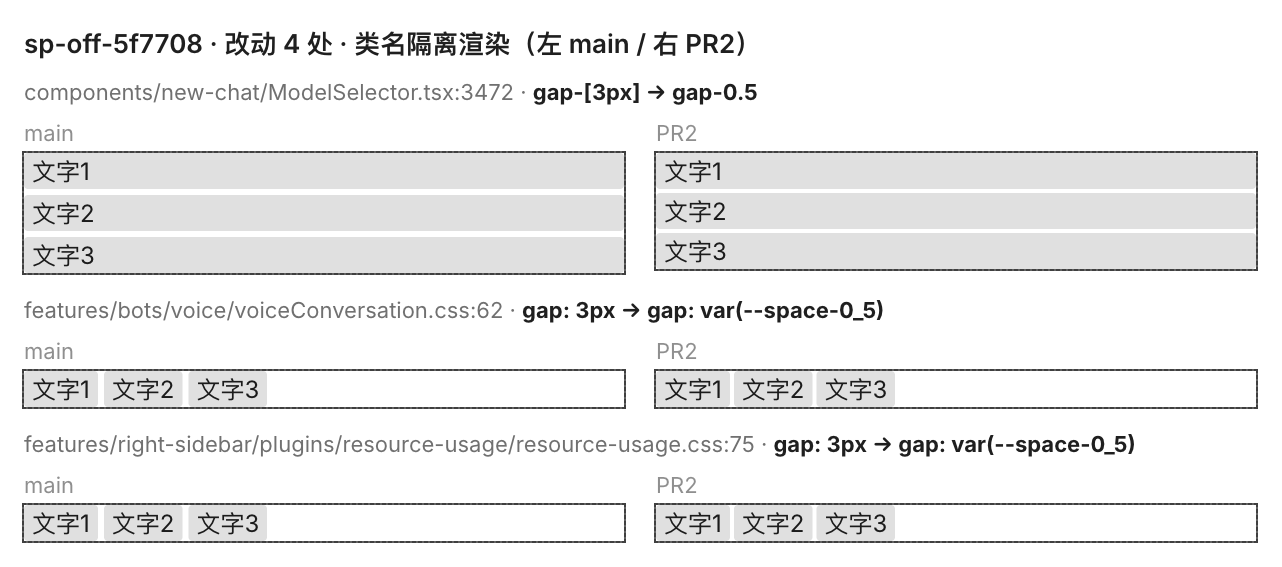 sp-off-5f7708 · 改动 4 处 · 类名隔离渲染（左 main / 右 PR2）
components/new-chat/ModelSelector.tsx:3472 · gap-[3px] → gap-0.5
main PR2
文字1 文字1
文字2 文字2
文字3 文字3
features/bots/voice/voiceConversation.css:62 · gap: 3px → gap: var(--space-0_5)
main PR2
文字1 文字2 文字3 文字1 文字2 文字3
features/right-sidebar/plugins/resource-usage/resource-usage.css:75 · gap: 3px → gap: var(--space-0_5)
main PR2
文字1 文字2 文字3 文字1 文字2 文字3